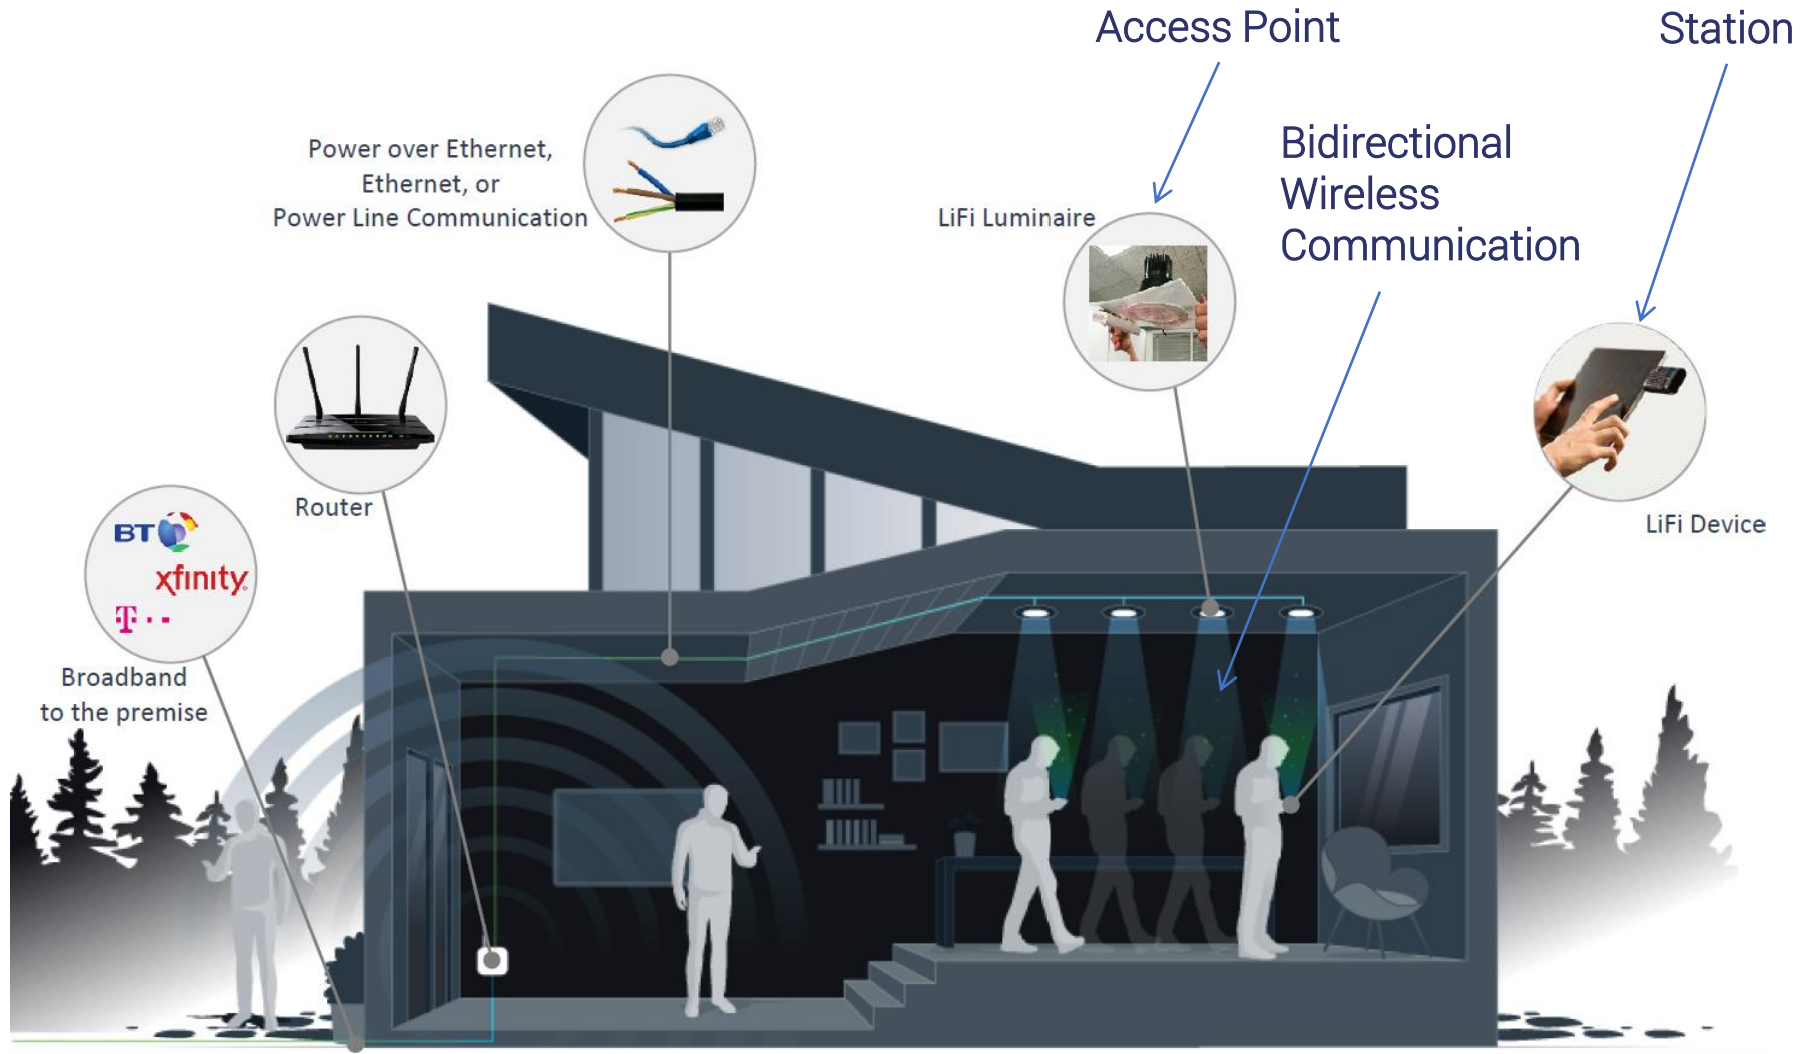 Access Point
Station
Bidirectional
Wireless
Communication
Power over Ethernet,
Ethernet, or
Power Line Communication
LiFi Luminaire
Router
LiFi Device
BT
xfinity
T··
Broadband
to the premise